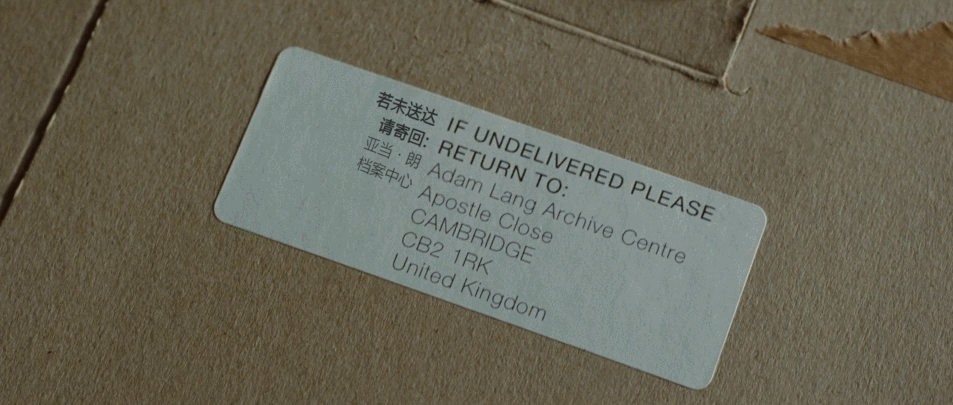 若未送达
请寄回:
亚当·朗
档案中心
IF UNDELIVERED PLEASE
RETURN TO:
Adam Lang Archive Centre
Apostle Close
CAMBRIDGE
CB2 1RK
United Kingdom